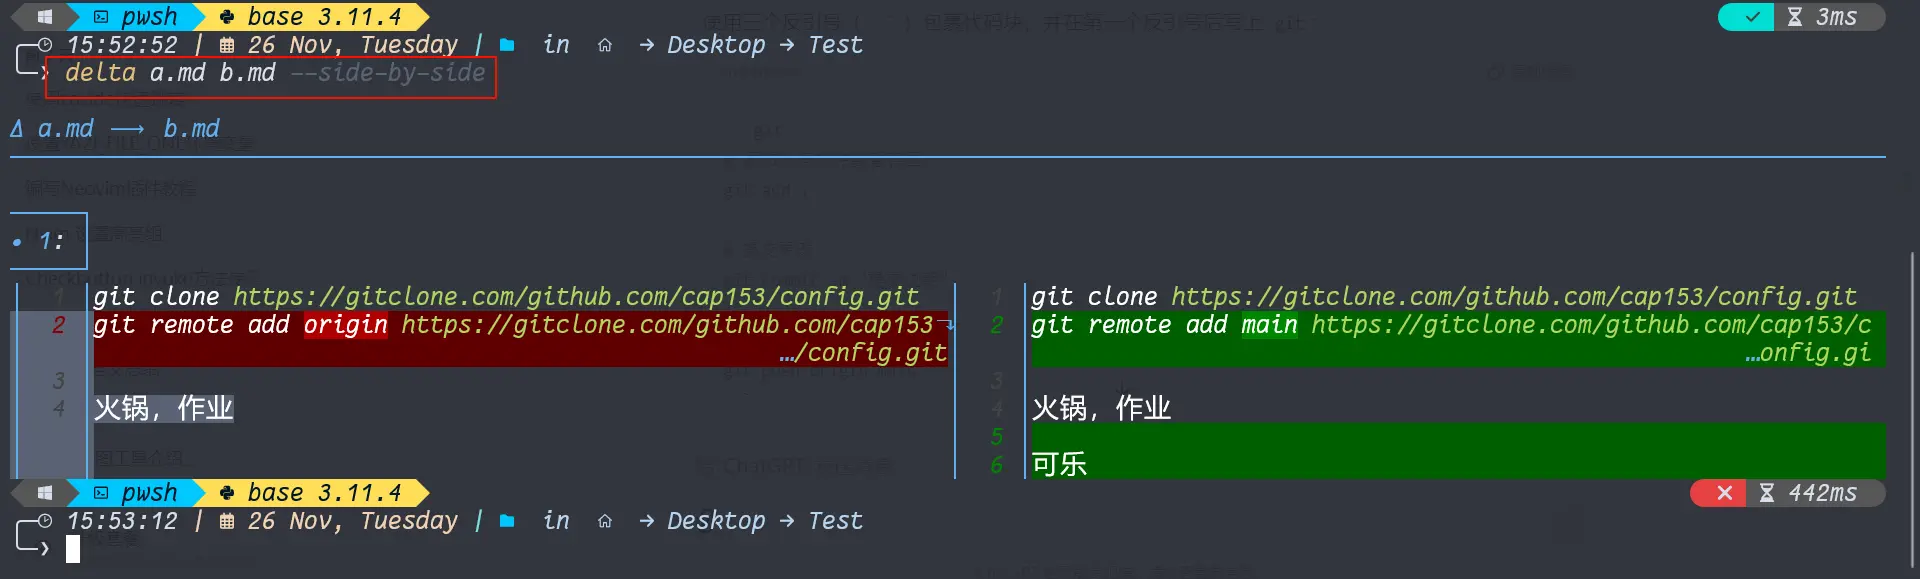 pwsh base 3.11.4 ✓ 3ms
15:52:52 | 26 Nov, Tuesday | in → Desktop → Test
❯ delta a.md b.md --side-by-side
Δ a.md ⟶ b.md
• 1:
1 git clone https://gitclone.com/github.com/cap153/config.git 1 git clone https://gitclone.com/github.com/cap153/config.git
2 git remote add origin https://gitclone.com/github.com/cap153↴ 2 git remote add main https://gitclone.com/github.com/cap153/c
…/config.git …onfig.gi
3 3
4 火锅，作业 4 火锅，作业
5
6 可乐
pwsh base 3.11.4 ✕ 442ms
15:53:12 | 26 Nov, Tuesday | in → Desktop → Test
❯